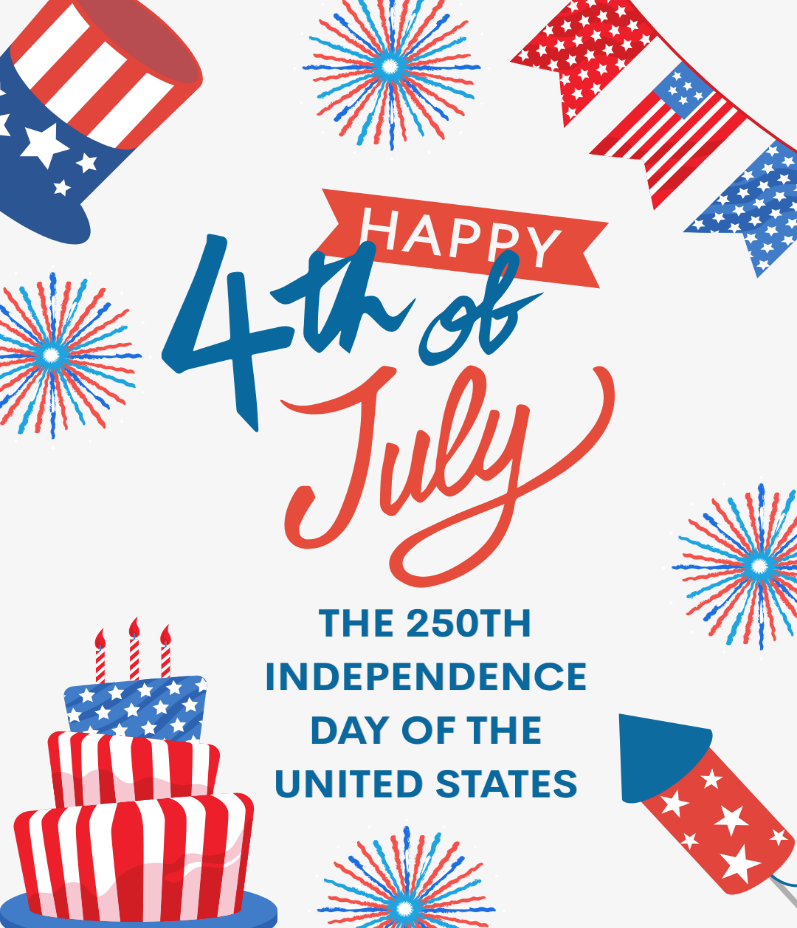 HAPPY
4th of
July
THE 250TH
INDEPENDENCE
DAY OF THE
UNITED STATES